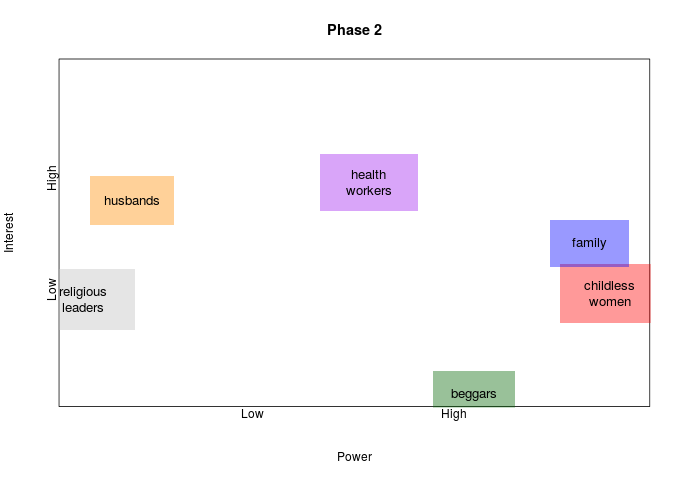 Phase 2
High
health
workers
husbands
family
Interest
Low
religious
leaders
childless
women
beggars
Low
High
Power